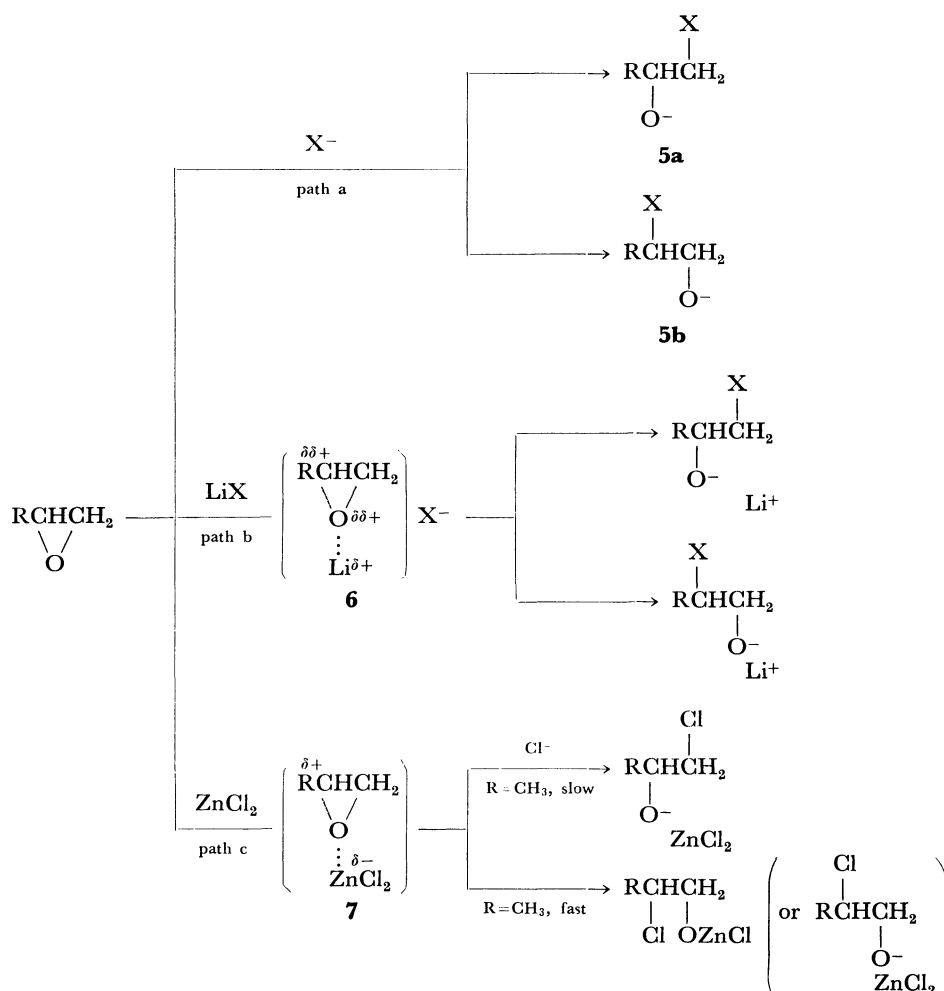 X
RCHCH₂
O⁻
5a
X⁻
path a
X
RCHCH₂
O⁻
5b
X
RCHCH₂
O⁻
Li⁺
δδ+
RCHCH₂
Oδδ+
Liδ+
6
X⁻
LiX
path b
RCHCH₂
O
X
RCHCH₂
O⁻
Li⁺
Cl
RCHCH₂
O⁻
ZnCl₂
Cl⁻
R=CH₃, slow
δ+
RCHCH₂
O
δ−
ZnCl₂
7
ZnCl₂
path c
R=CH₃, fast
RCHCH₂
Cl OZnCl
or
Cl
RCHCH₂
O⁻
ZnCl₂